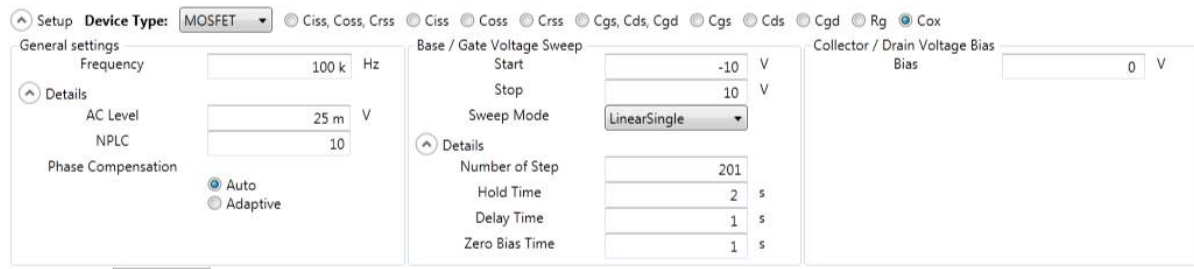 Setup Device Type: MOSFET Ciss, Coss, Crss Ciss Coss Crss Cgs, Cds, Cgd Cgs Cds Cgd Rg Cox
General settings Base / Gate Voltage Sweep Collector / Drain Voltage Bias
Frequency 100 k Hz Start -10 V Bias 0 V
Details Stop 10 V
AC Level 25 m V Sweep Mode LinearSingle
NPLC 10 Details
Phase Compensation Number of Step 201
Auto Hold Time 2 s
Adaptive Delay Time 1 s
Zero Bias Time 1 s